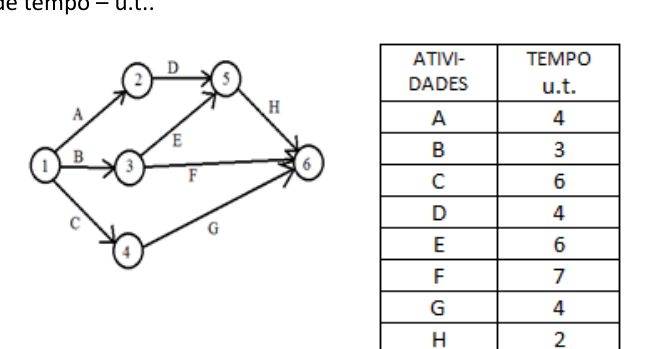 de tempo – u.t..
2
D
5
A
H
E
1
B
3
F
6
C
G
4
ATIVI-
DADES
TEMPO
u.t.
A 4
B 3
C 6
D 4
E 6
F 7
G 4
H 2